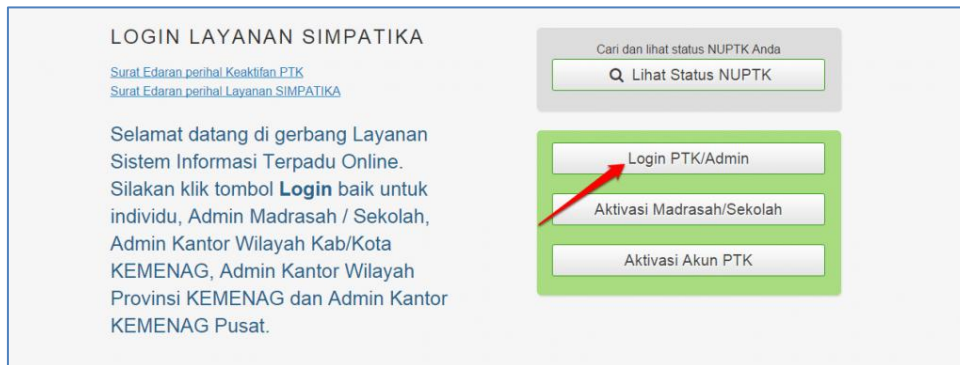 LOGIN LAYANAN SIMPATIKA
Surat Edaran perihal Keaktifan PTK
Surat Edaran perihal Layanan SIMPATIKA
Selamat datang di gerbang Layanan
Sistem Informasi Terpadu Online.
Silakan klik tombol Login baik untuk
individu, Admin Madrasah / Sekolah,
Admin Kantor Wilayah Kab/Kota
KEMENAG, Admin Kantor Wilayah
Provinsi KEMENAG dan Admin Kantor
KEMENAG Pusat.
Cari dan lihat status NUPTK Anda
Lihat Status NUPTK
Login PTK/Admin
Aktivasi Madrasah/Sekolah
Aktivasi Akun PTK